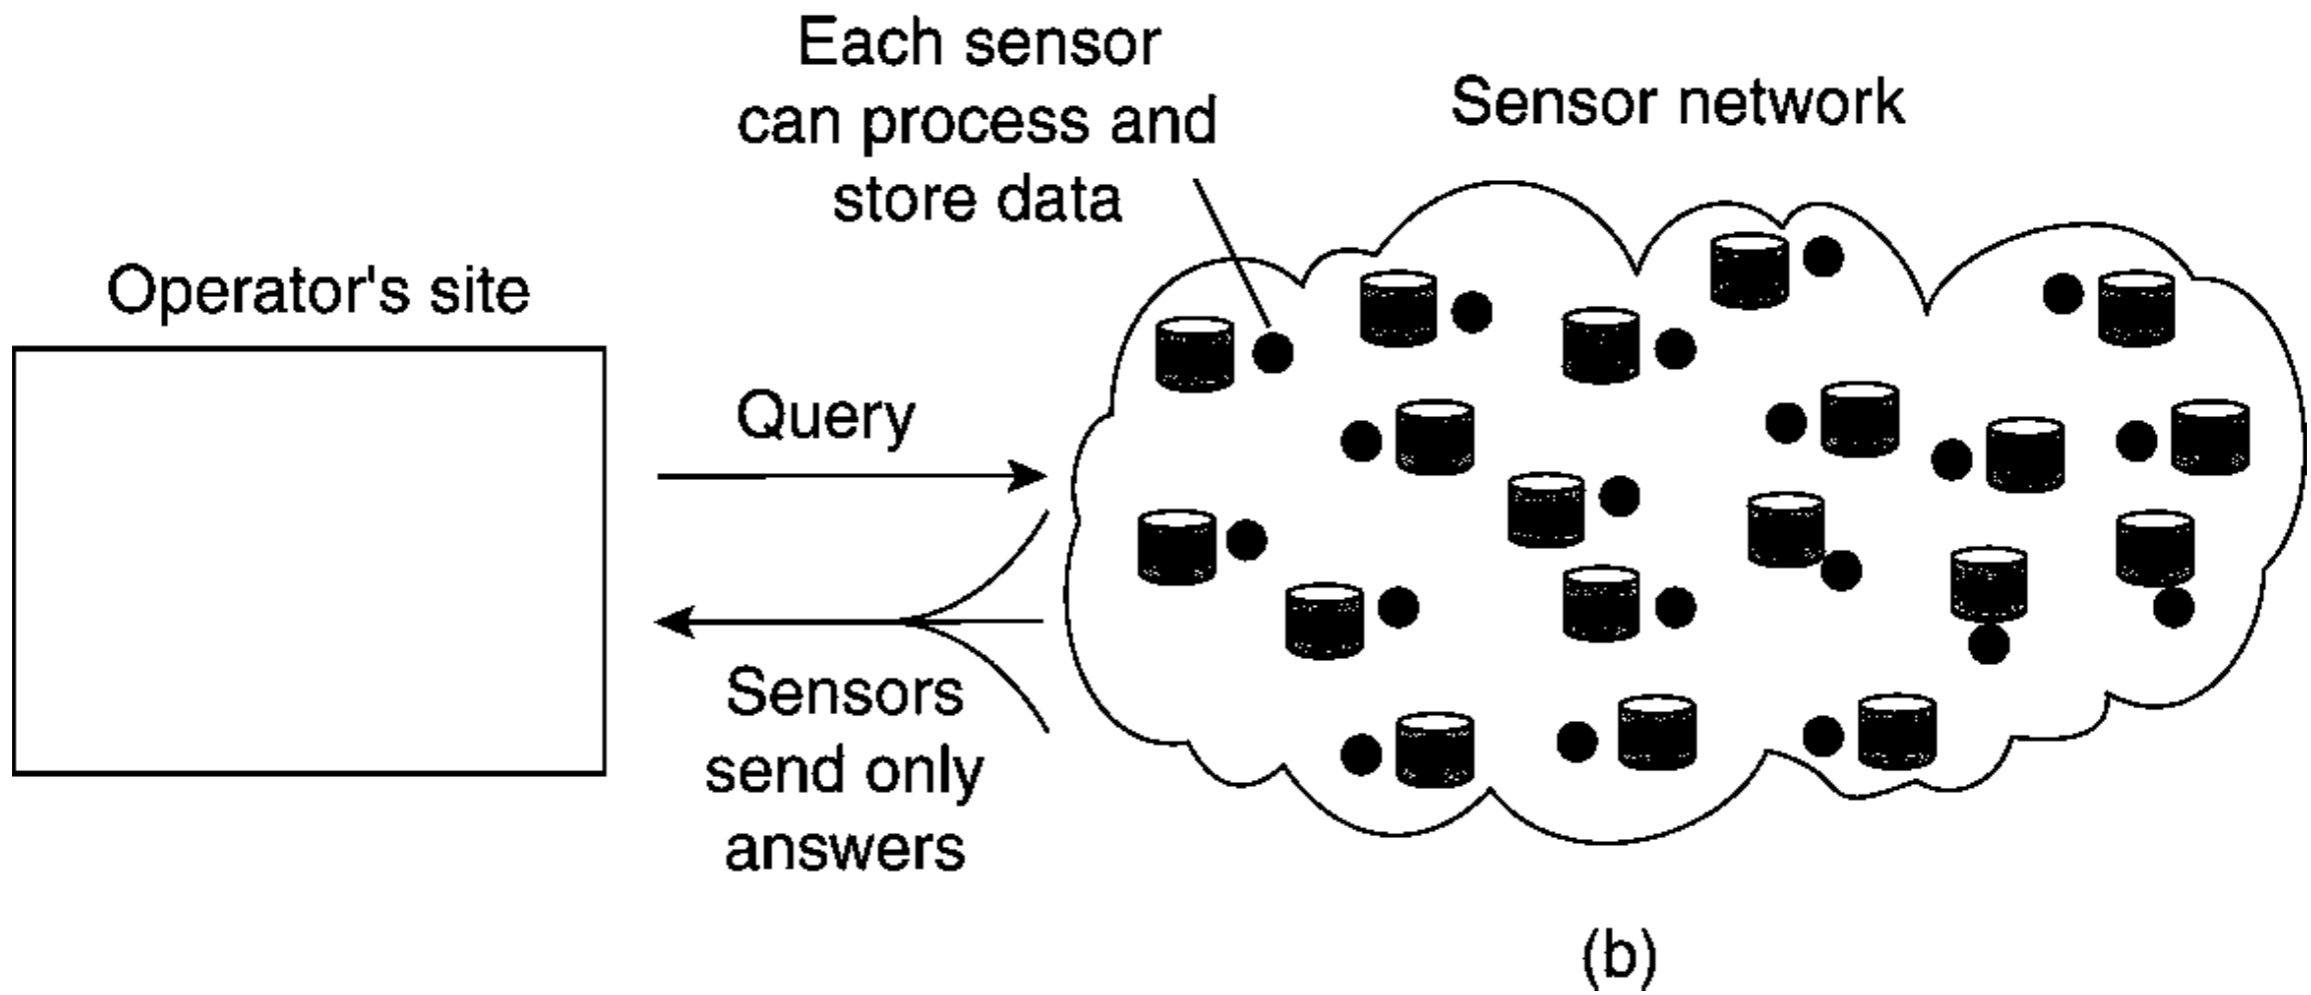 Each sensor
can process and
store data
Sensor network
Operator's site
Query
Sensors
send only
answers
(b)